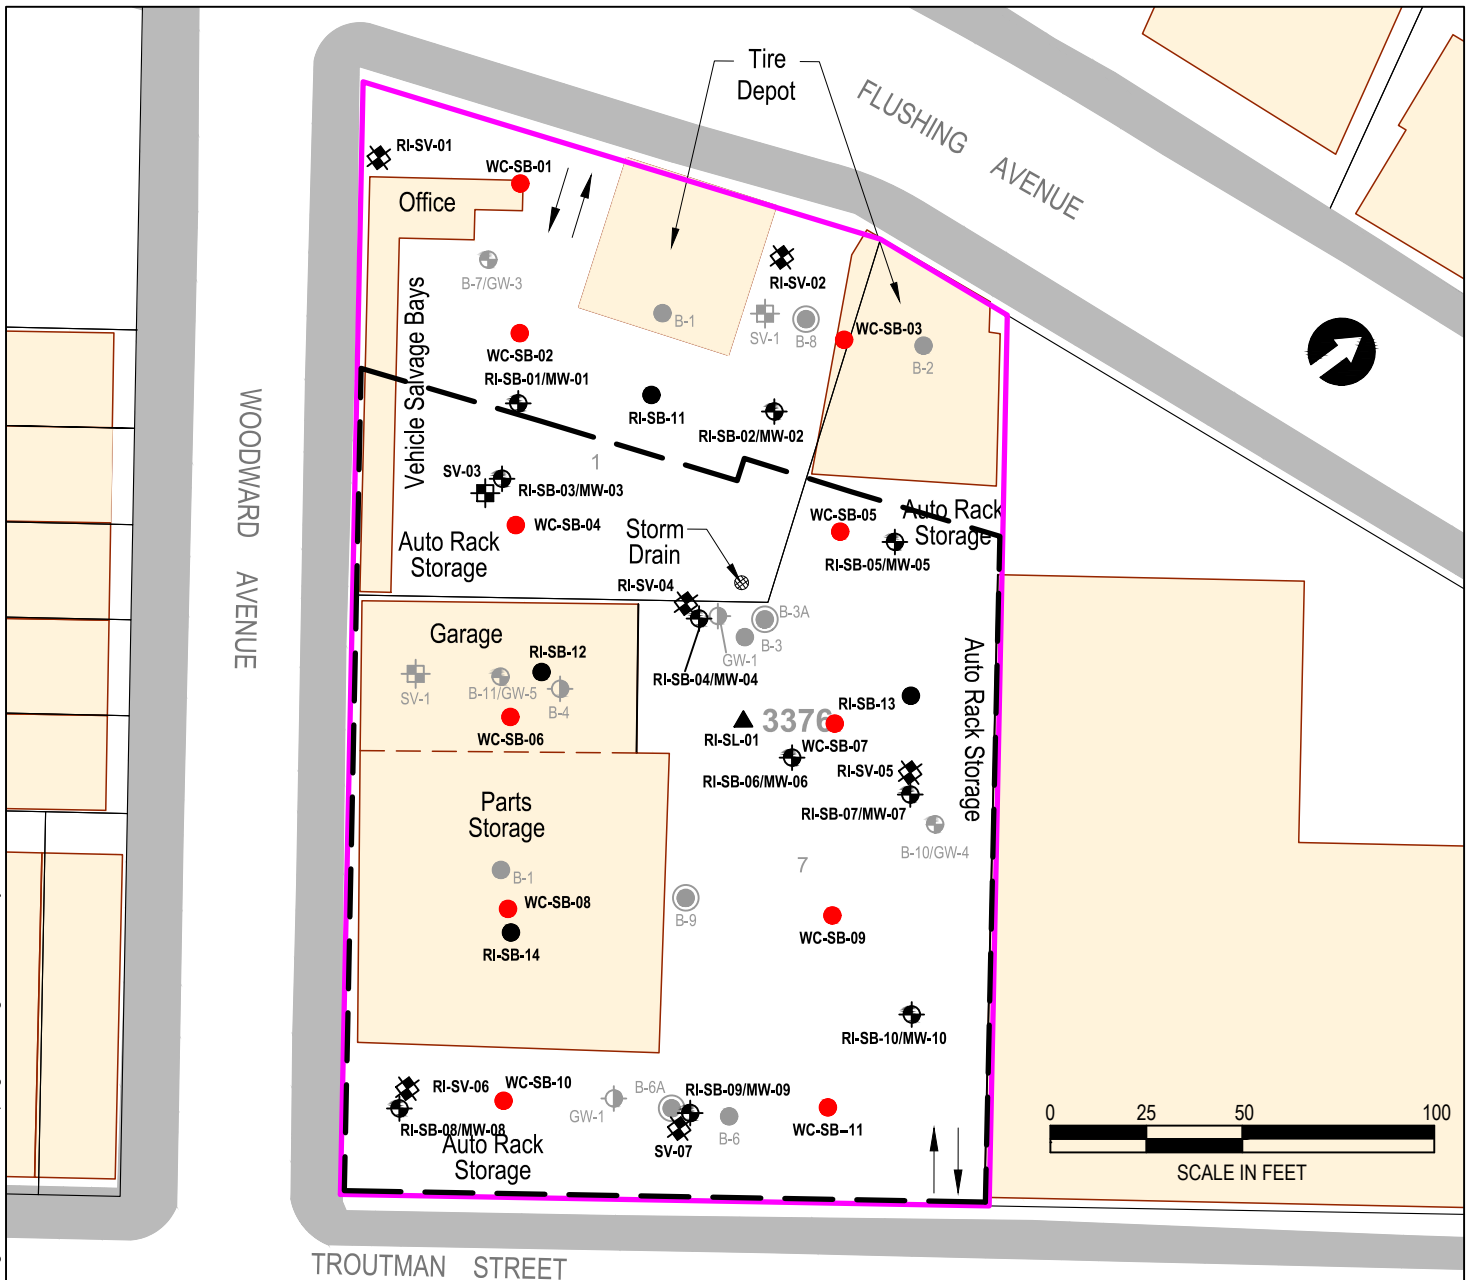 Tire
Depot
FLUSHING AVENUE
RI-SV-01
WC-SB-01
Office
B-7/GW-3
RI-SV-02
B-1
SV-1
B-8
WC-SB-03
B-2
Vehicle Salvage Bays
WC-SB-02
RI-SB-01/MW-01
RI-SB-11
RI-SB-02/MW-02
WOODWARD AVENUE
1
SV-03
RI-SB-03/MW-03
WC-SB-04
Auto Rack
Storage
Storm
Drain
WC-SB-05
Auto Rack
Storage
RI-SB-05/MW-05
RI-SV-04
B-3A
B-3
GW-1
RI-SB-04/MW-04
Garage
RI-SB-12
SV-1
B-11/GW-5
B-4
WC-SB-06
RI-SB-13
3376
RI-SL-01
WC-SB-07
RI-SB-06/MW-06
RI-SV-05
RI-SB-07/MW-07
B-10/GW-4
Auto Rack Storage
Parts
Storage
7
B-1
WC-SB-08
RI-SB-14
B-9
WC-SB-09
RI-SB-10/MW-10
RI-SV-06
WC-SB-10
RI-SB-08/MW-08
Auto Rack
Storage
GW-1
B-6A
RI-SB-09/MW-09
B-6
SV-07
WC-SB-11
0 25 50 100
SCALE IN FEET
TROUTMAN STREET